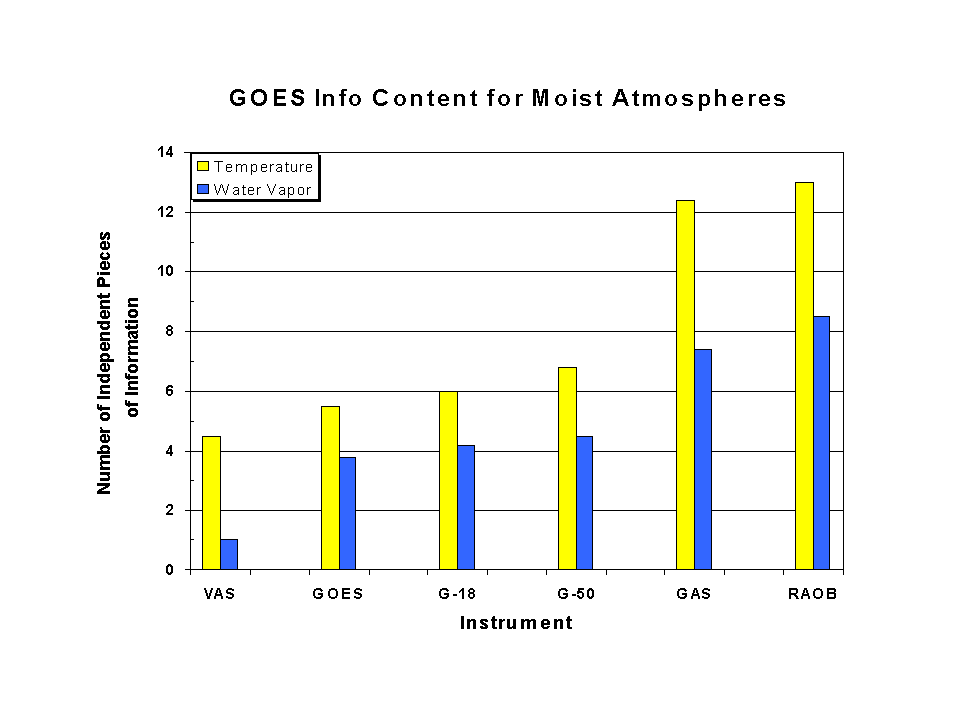 GOES Info Content for Moist Atmospheres
14
12
10
8
6
4
2
0
Temperature
Water Vapor
Number of Independent Pieces
of Information
VAS GOES G-18 G-50 GAS RAOB
Instrument